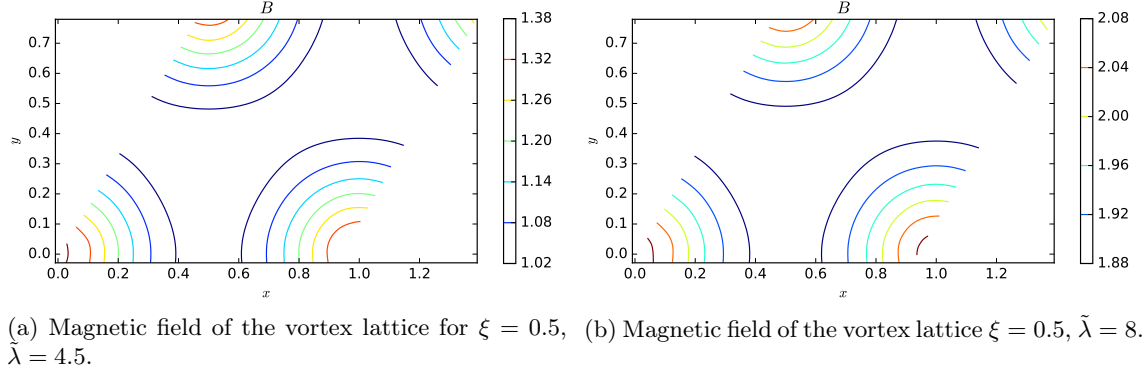 B
0.7
0.6
0.5
0.4
0.3
0.2
0.1
0.0
y
0.0 0.2 0.4 0.6 0.8 1.0 1.2
x
1.38
1.32
1.26
1.20
1.14
1.08
1.02
B
0.7
0.6
0.5
0.4
0.3
0.2
0.1
0.0
y
0.0 0.2 0.4 0.6 0.8 1.0 1.2
x
2.08
2.04
2.00
1.96
1.92
1.88
(a) Magnetic field of the vortex lattice for ξ = 0.5,
λ̃ = 4.5.
(b) Magnetic field of the vortex lattice ξ = 0.5, λ̃ = 8.